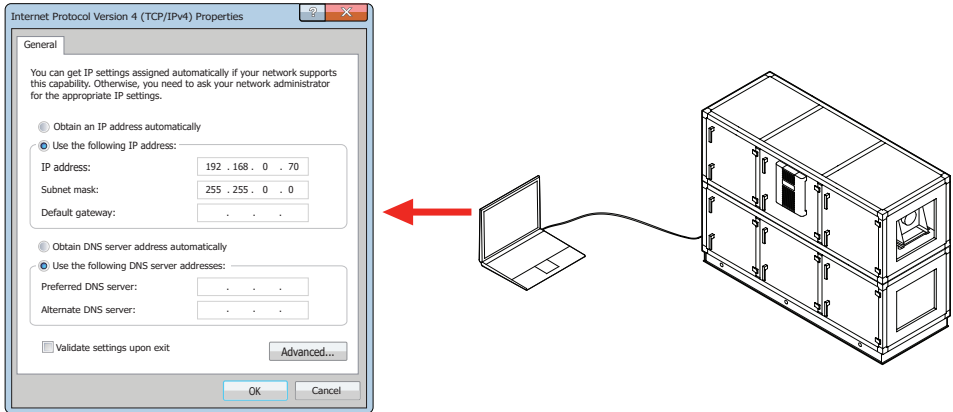 Internet Protocol Version 4 (TCP/IPv4) Properties
?
X
General
You can get IP settings assigned automatically if your network supports
this capability. Otherwise, you need to ask your network administrator
for the appropriate IP settings.
Obtain an IP address automatically
Use the following IP address:
IP address: 192 . 168 . 0 . 70
Subnet mask: 255 . 255 . 0 . 0
Default gateway: . . .
Obtain DNS server address automatically
Use the following DNS server addresses:
Preferred DNS server: . . .
Alternate DNS server: . . .
Validate settings upon exit
Advanced...
OK Cancel